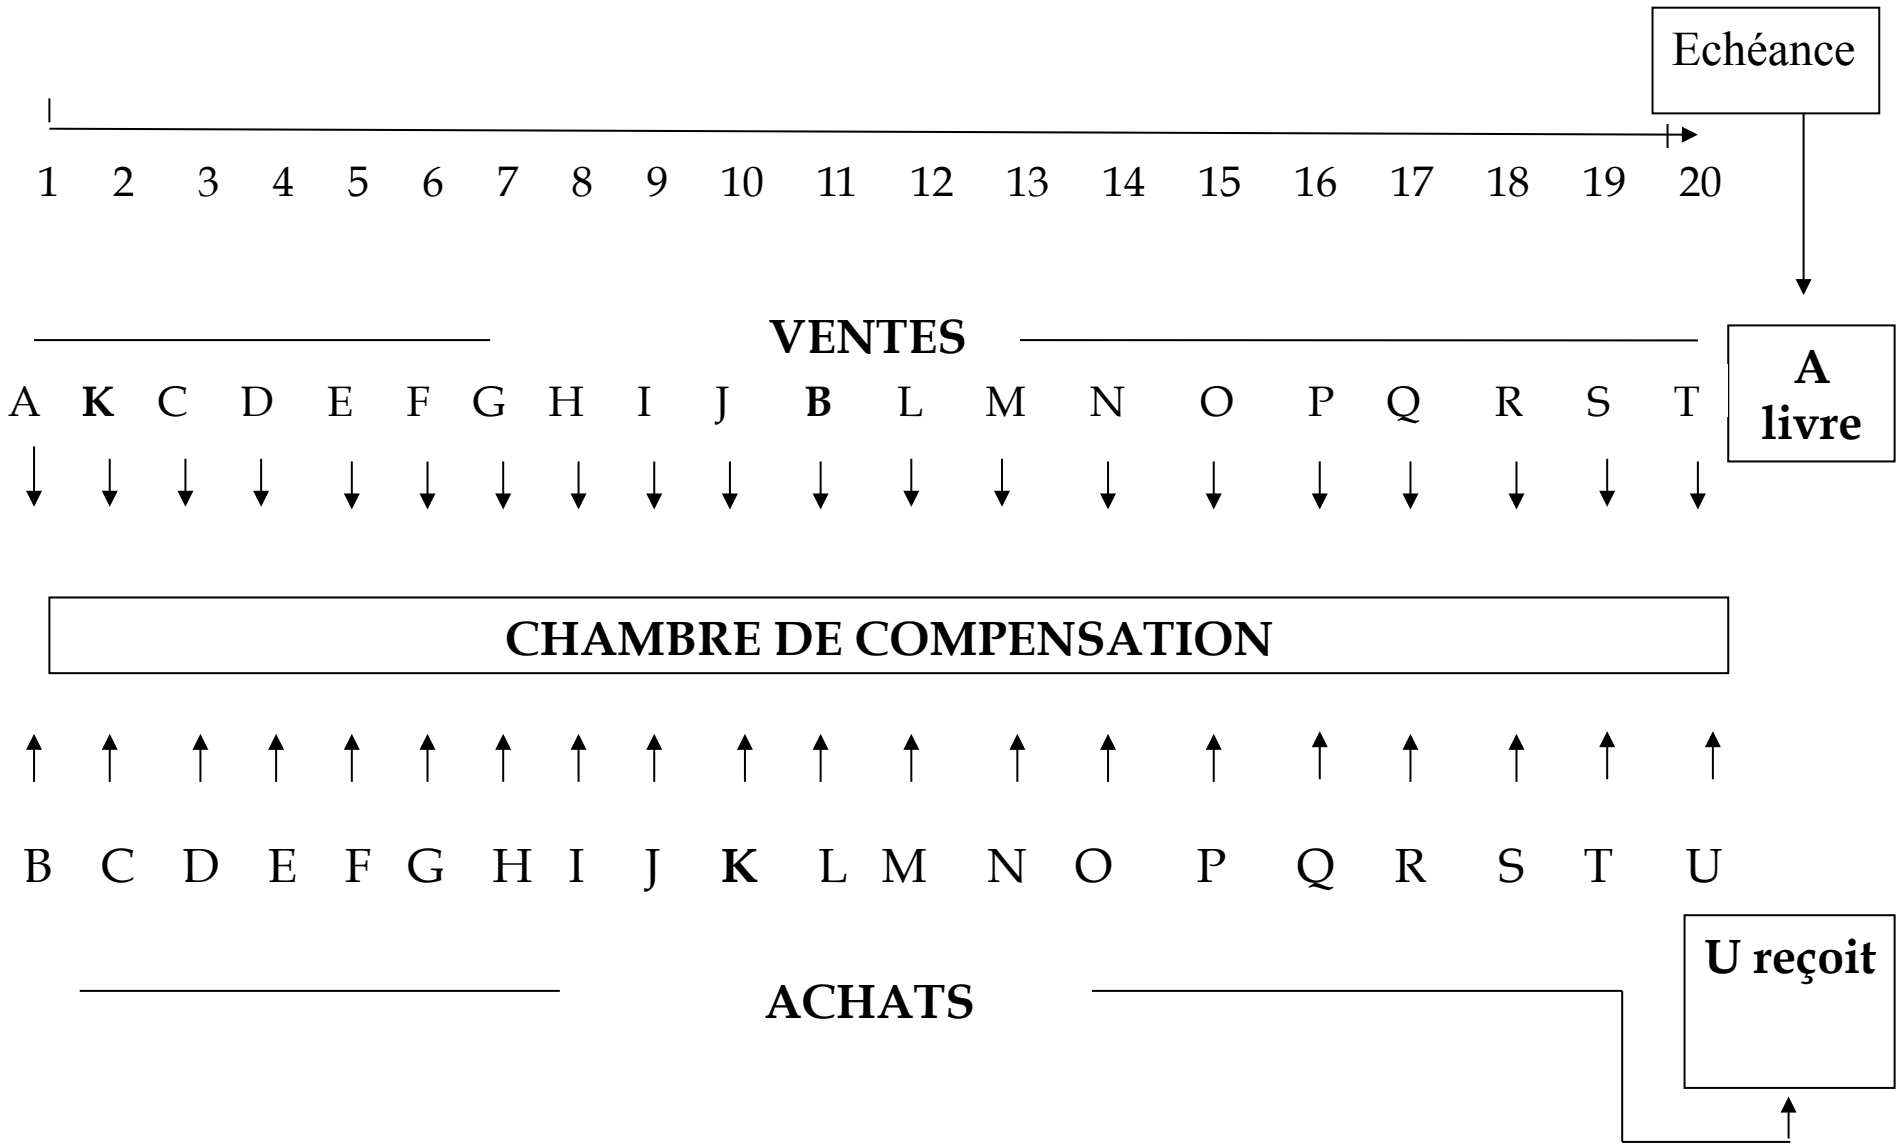 Echéance
1 2 3 4 5 6 7 8 9 10 11 12 13 14 15 16 17 18 19 20
VENTES
A K C D E F G H I J B L M N O P Q R S T
A
livre
CHAMBRE DE COMPENSATION
B C D E F G H I J K L M N O P Q R S T U
U reçoit
ACHATS